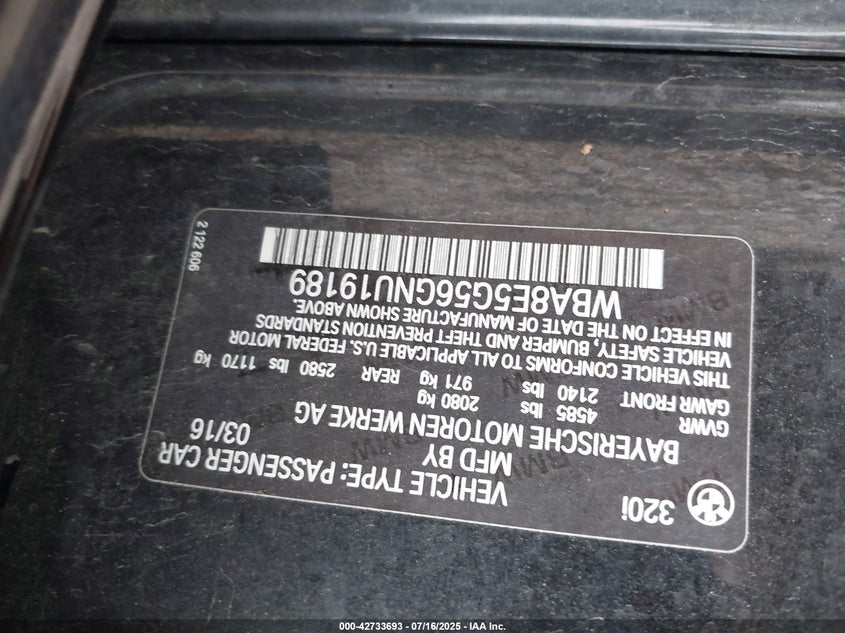 320i
VEHICLE TYPE: PASSENGER CAR
MFD BY 03/16
BAYERISCHE MOTOREN WERKE AG
GVWR 4585 lbs 2080 kg
GAWR FRONT 2140 lbs 971 kg REAR 2580 lbs 1170 kg
THIS VEHICLE CONFORMS TO ALL APPLICABLE U.S. FEDERAL MOTOR
VEHICLE SAFETY, BUMPER AND THEFT PREVENTION STANDARDS
IN EFFECT ON THE DATE OF MANUFACTURE SHOWN ABOVE.
WBA8E5G56GNU19189
2 122 606
000-42733693 - 07/16/2025 - IAA Inc.